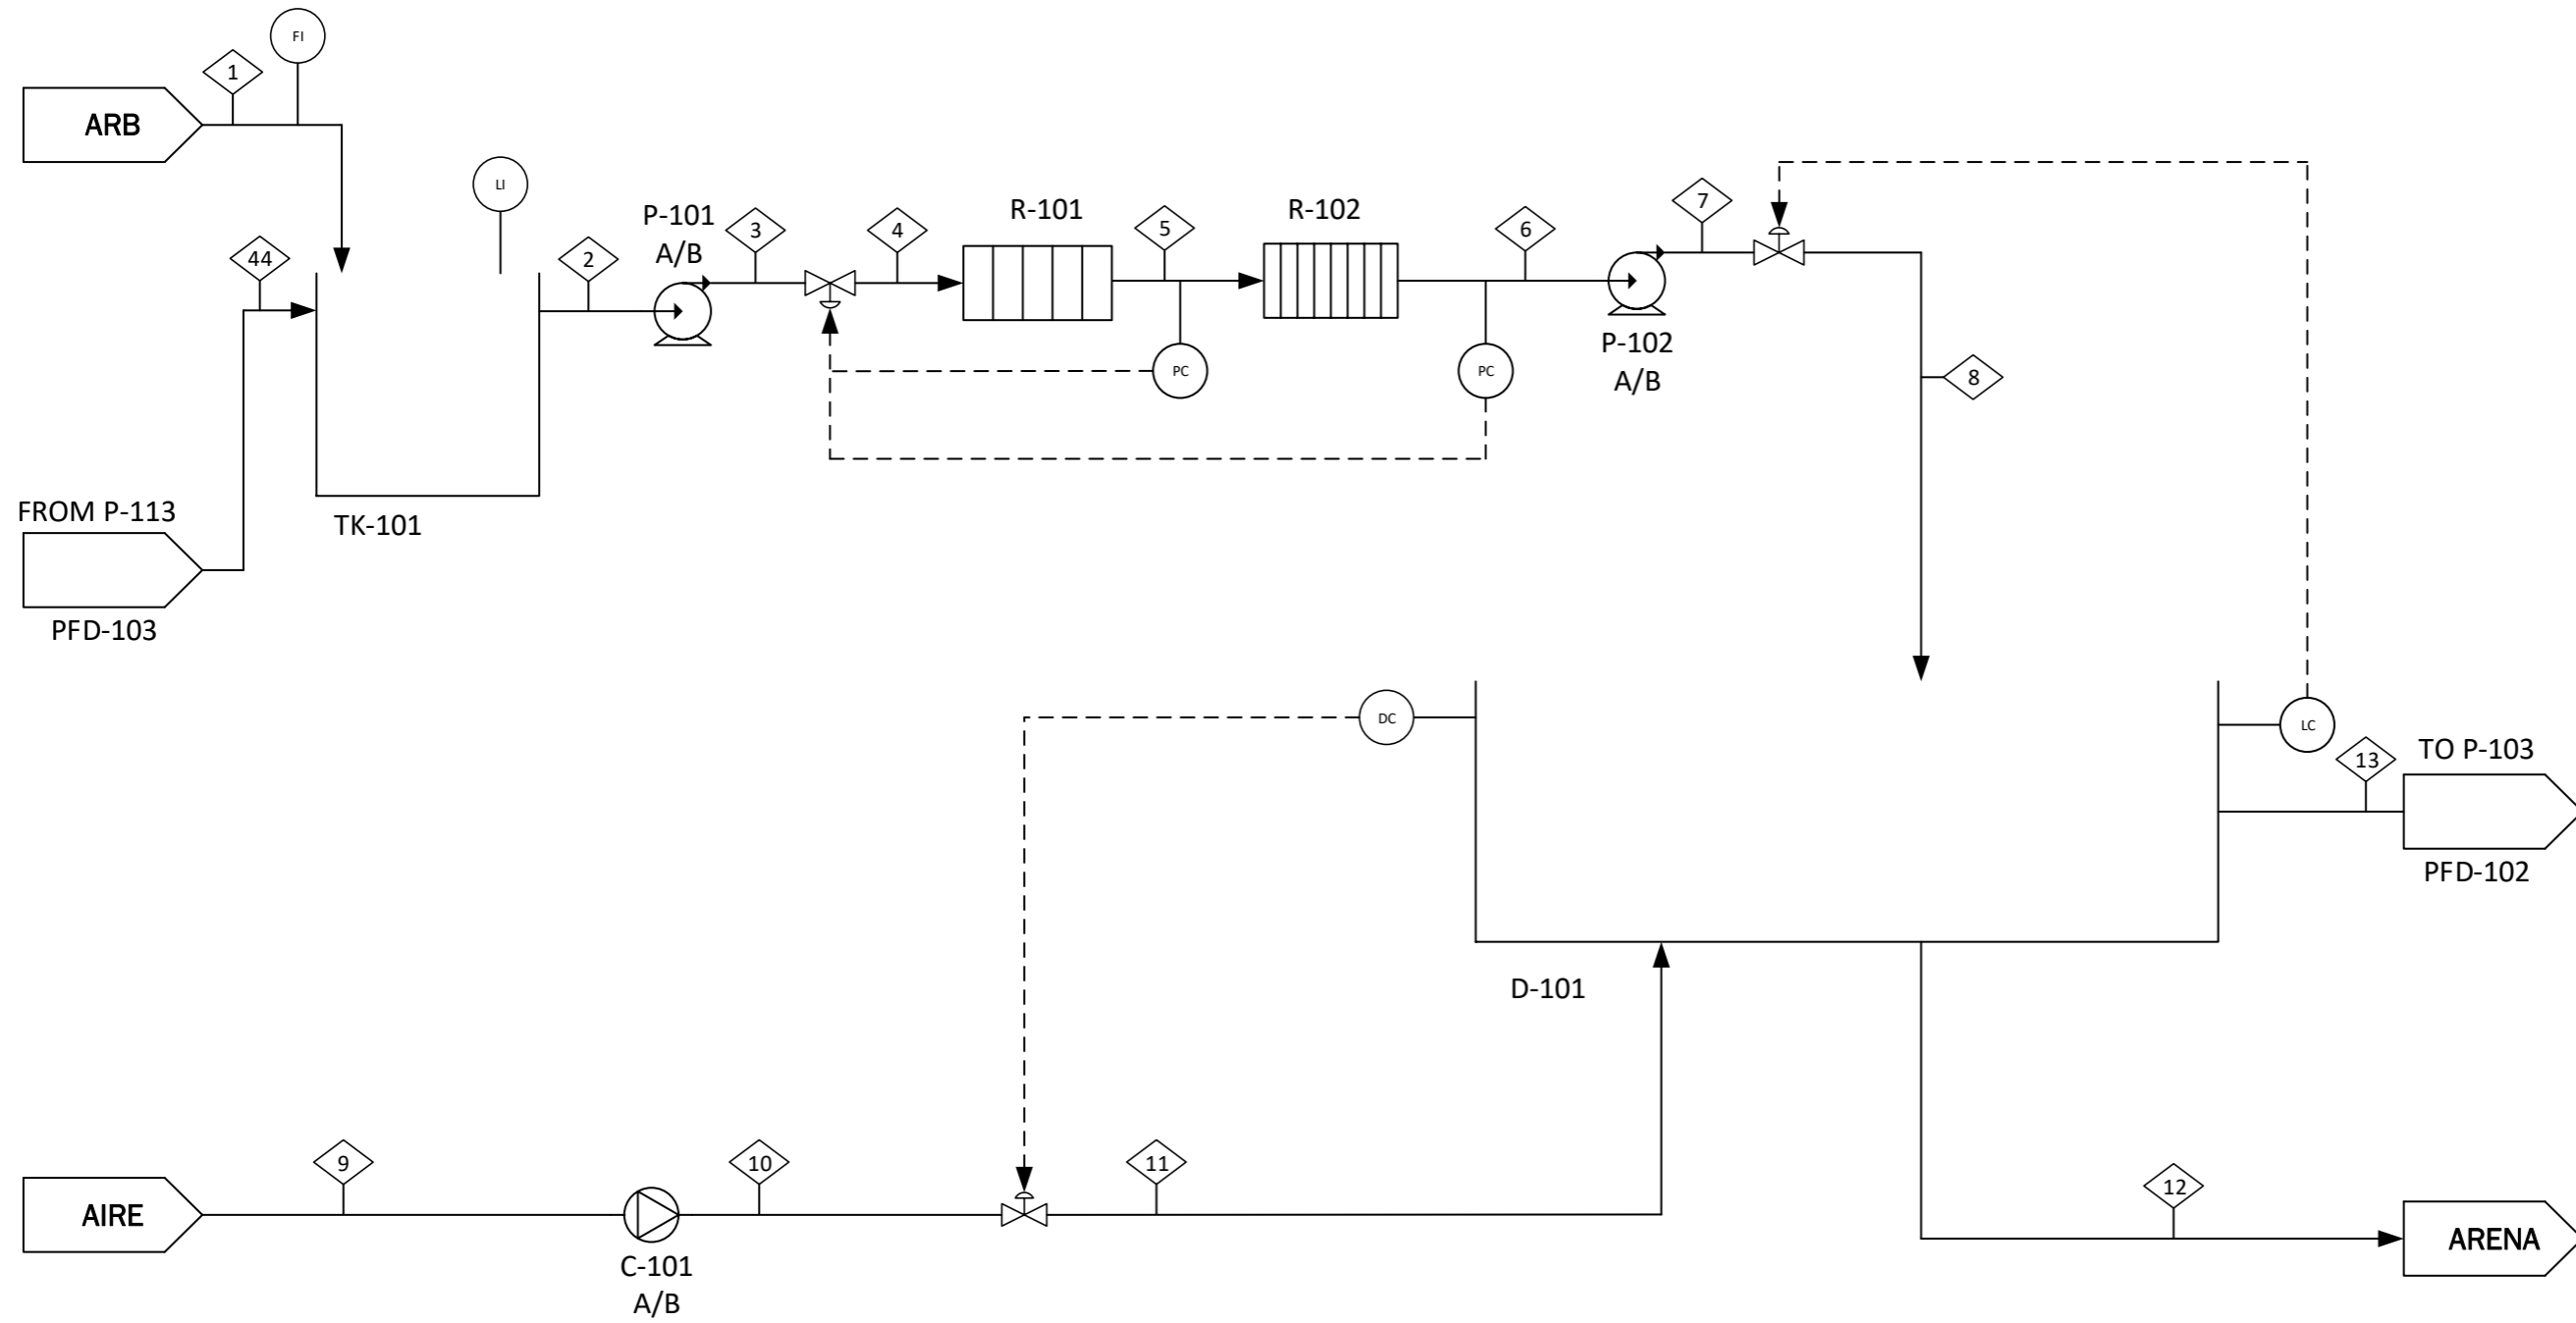 FI
1
ARB
LI
44
2
P-101
A/B
3
4
R-101
5
R-102
6
7
PC
PC
P-102
A/B
8
FROM P-113
TK-101
PFD-103
DC
LC
13
TO P-103
PFD-102
D-101
9
10
11
12
AIRE
C-101
A/B
ARENA